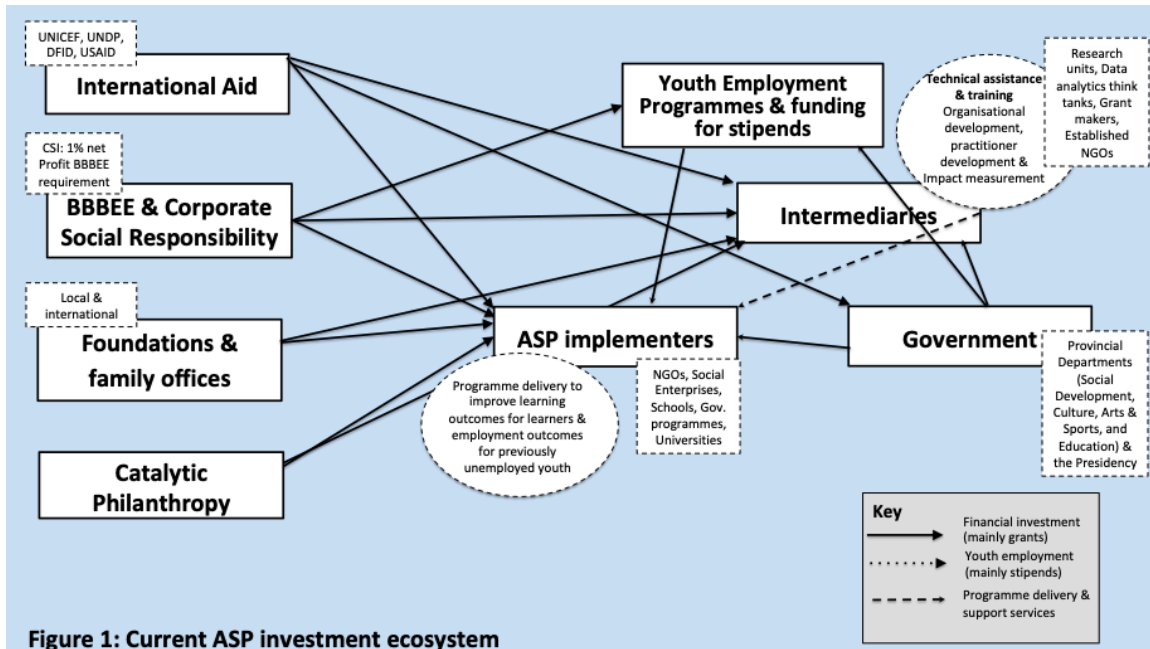 UNICEF, UNDP,
DFID, USAID
International Aid
CSI: 1% net
Profit BBBEE
requirement
BBBEE & Corporate
Social Responsibility
Local &
international
Foundations &
family offices
Catalytic
Philanthropy
Youth Employment
Programmes & funding
for stipends
Technical assistance
& training
Organisational
development,
practitioner
development &
Impact measurement
Research
units, Data
analytics think
tanks, Grant
makers,
Established
NGOs
Intermediaries
ASP implementers
Programme delivery to
improve learning
outcomes for learners &
employment outcomes
for previously
unemployed youth
NGOs, Social
Enterprises,
Schools, Gov.
programmes,
Universities
Government
Provincial
Departments
(Social
Development,
Culture, Arts &
Sports, and
Education) &
the Presidency
Key
Financial investment
(mainly grants)
Youth employment
(mainly stipends)
Programme delivery &
support services
Figure 1: Current ASP investment ecosystem